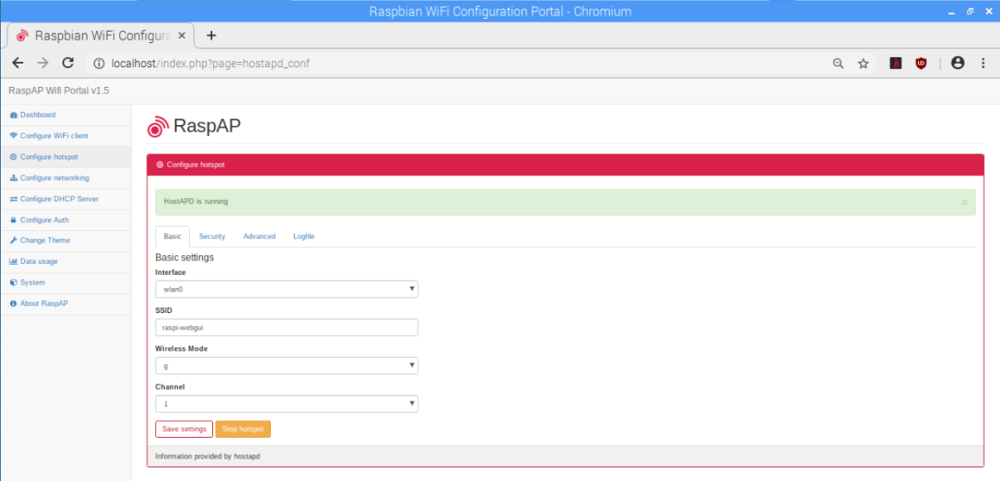 Raspbian WiFi Configuration Portal - Chromium
Raspbian WiFi Configura
localhost/index.php?page=hostapd_conf
RaspAP Wifi Portal v1.5
Dashboard
Configure WiFi client
Configure hotspot
Configure networking
Configure DHCP Server
Configure Auth
Change Theme
Data usage
System
About RaspAP
RaspAP
Configure hotspot
HostAPD is running x
Basic Security Advanced Logfile
Basic settings
Interface
wlan0
SSID
raspi-webgui
Wireless Mode
g
Channel
1
Save settings Stop hotspot
Information provided by hostapd